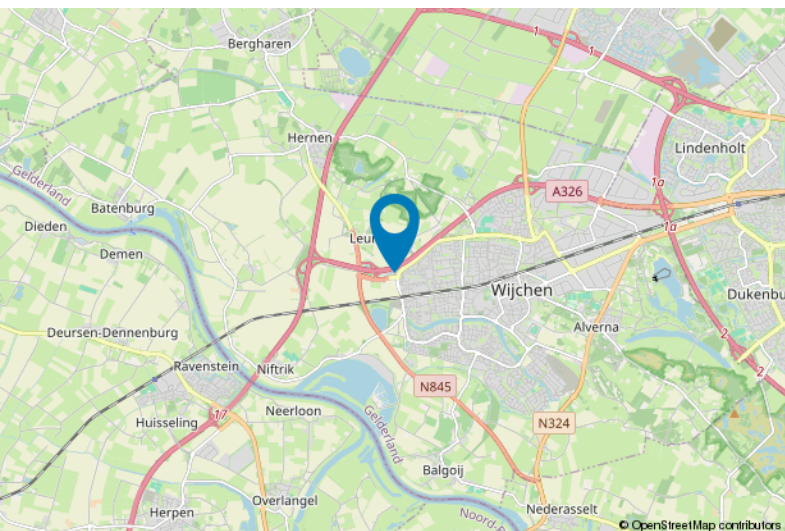 Bergharen
1
1
Hernen
Lindenholt
Gelderland
1a
A326
Batenburg
Dieden
1a
Demen
Wijchen
Dukenbu
Alverna
Deursen-Dennenburg
2
Ravenstein
Niftrik
2
N845
Neerloon
17
Huisseling
Gelderland
N324
Balgoij
Overlangel
Nederasselt
Herpen
© OpenStreetMap contributors